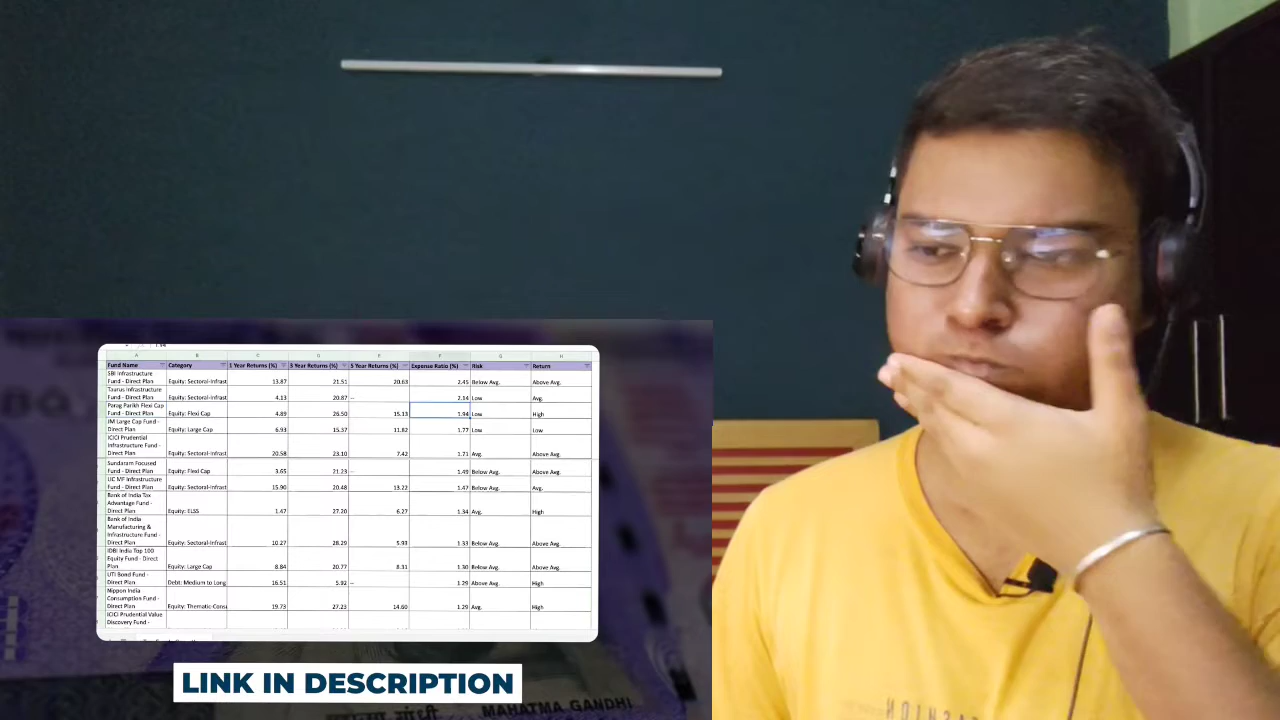 Fund Name Category 1 Year Returns (%) 3 Year Returns (%) 5 Year Returns (%) Expense Ratio (%) Risk Return
SBI Infrastructure
Fund - Direct Plan Equity: Sectoral-Infrast 13.87 21.51 20.63 2.45 Below Avg. Above Avg.
Taurus Infrastructure
Fund - Direct Plan Equity: Sectoral-Infrast 4.13 20.87 -- 2.14 Low Avg.
Parag Parikh Flexi Cap
Fund - Direct Plan Equity: Flexi Cap 4.89 26.50 15.13 1.94 Low High
JM Large Cap Fund -
Direct Plan Equity: Large Cap 6.93 15.37 11.82 1.77 Low Low
ICICI Prudential
Infrastructure Fund -
Direct Plan Equity: Sectoral-Infrast 20.58 23.10 7.42 1.71 Avg. Above Avg.
Sundaram Focused
Fund - Direct Plan Equity: Flexi Cap 3.65 21.23 -- 1.49 Below Avg. Above Avg.
LIC MF Infrastructure
Fund - Direct Plan Equity: Sectoral-Infrast 15.90 20.48 13.22 1.47 Below Avg. Avg.
Bank of India Tax
Advantage Fund -
Direct Plan Equity: ELSS 1.47 27.20 6.27 1.34 Avg. High
Bank of India
Manufacturing &
Infrastructure Fund -
Direct Plan Equity: Sectoral-Infrast 10.27 28.29 5.93 1.33 Below Avg. Above Avg.
IDBI India Top 100
Equity Fund - Direct
Plan Equity: Large Cap 8.84 20.77 8.31 1.30 Below Avg. Above Avg.
UTI Bond Fund -
Direct Plan Debt: Medium to Long 16.51 5.92 -- 1.29 Above Avg. High
Nippon India
Consumption Fund -
Direct Plan Equity: Thematic-Consu 19.73 27.23 14.60 1.29 Avg. High
ICICI Prudential Value
Discovery Fund -
LINK IN DESCRIPTION
MAHATMA GANDHI
FASHION